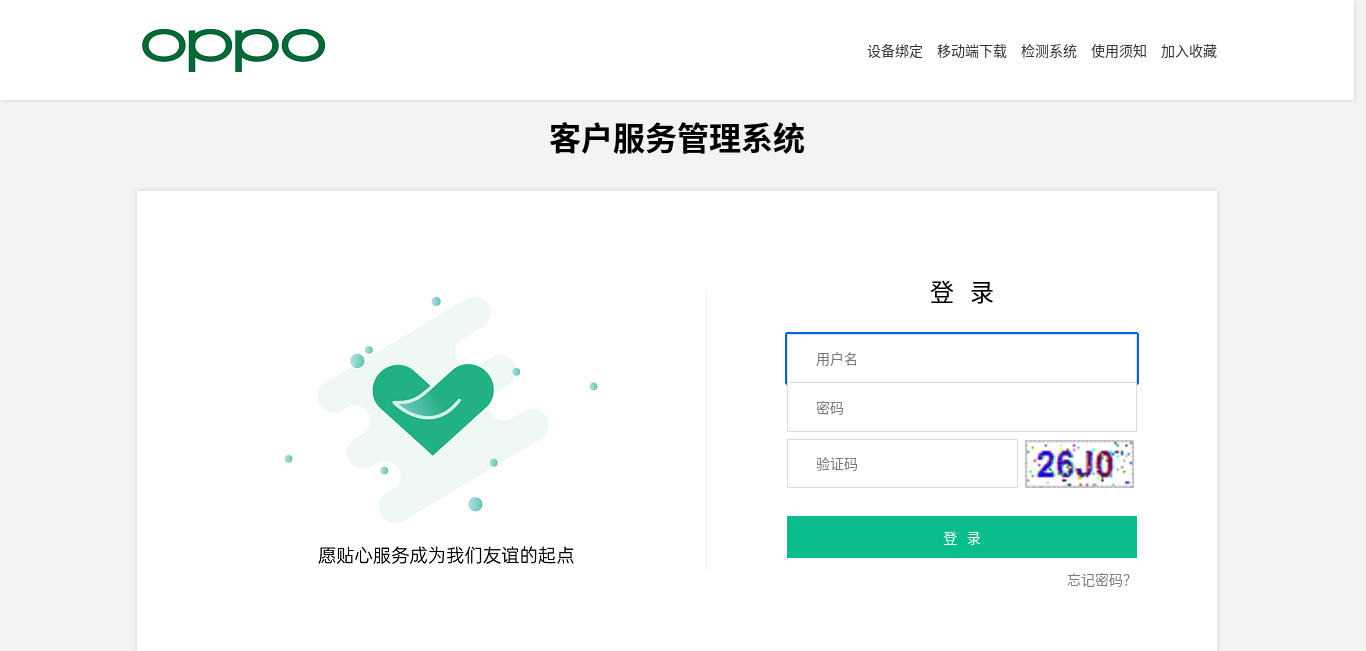 oppo
设备绑定 移动端下载 检测系统 使用须知 加入收藏
客户服务管理系统
登 录
用户名
密码
验证码 26J0
登 录
忘记密码?
愿贴心服务成为我们友谊的起点